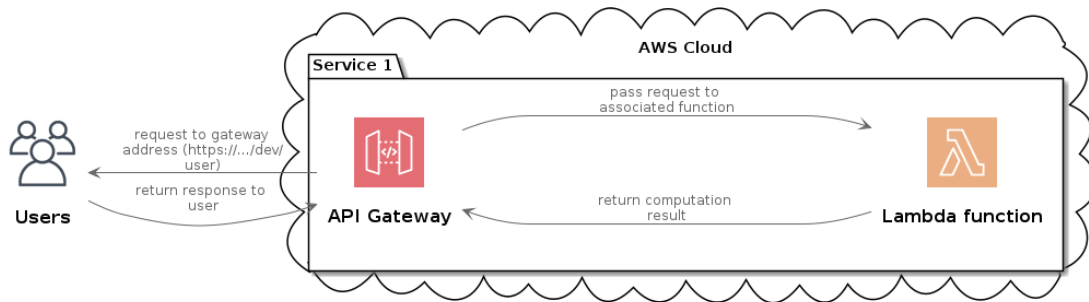 AWS Cloud
Service 1
pass request to
associated function
request to gateway
address (https://.../dev/
user)
return response to
user
return computation
result
Users
API Gateway
Lambda function